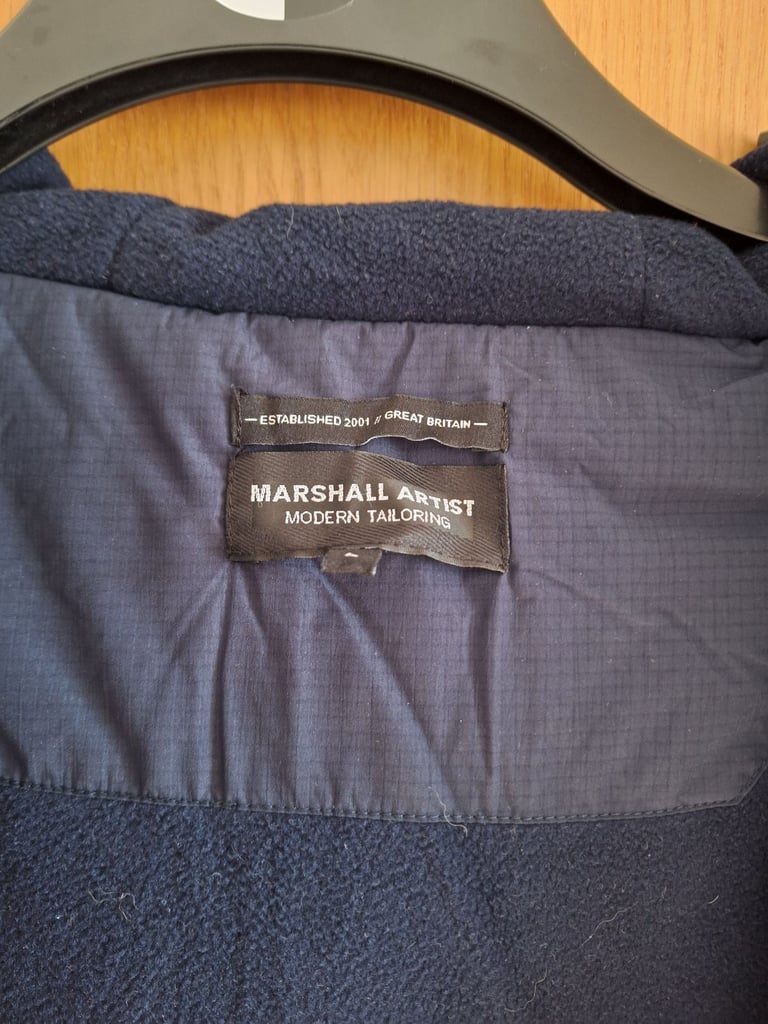 — ESTABLISHED 2001 // GREAT BRITAIN —
MARSHALL ARTIST
MODERN TAILORING